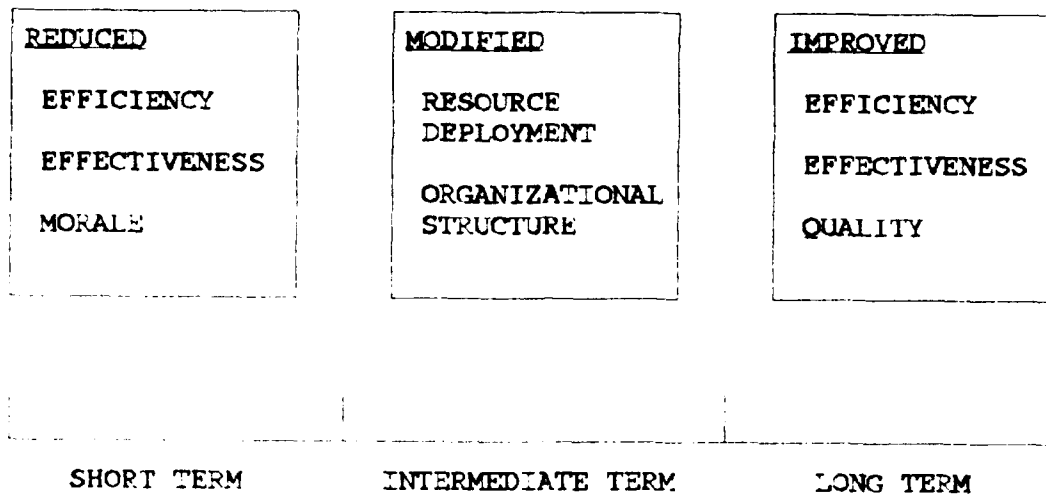 REDUCED
EFFICIENCY
EFFECTIVENESS
MORALE
MODIFIED
RESOURCE
DEPLOYMENT
ORGANIZATIONAL
STRUCTURE
IMPROVED
EFFICIENCY
EFFECTIVENESS
QUALITY
SHORT TERM
INTERMEDIATE TERM
LONG TERM